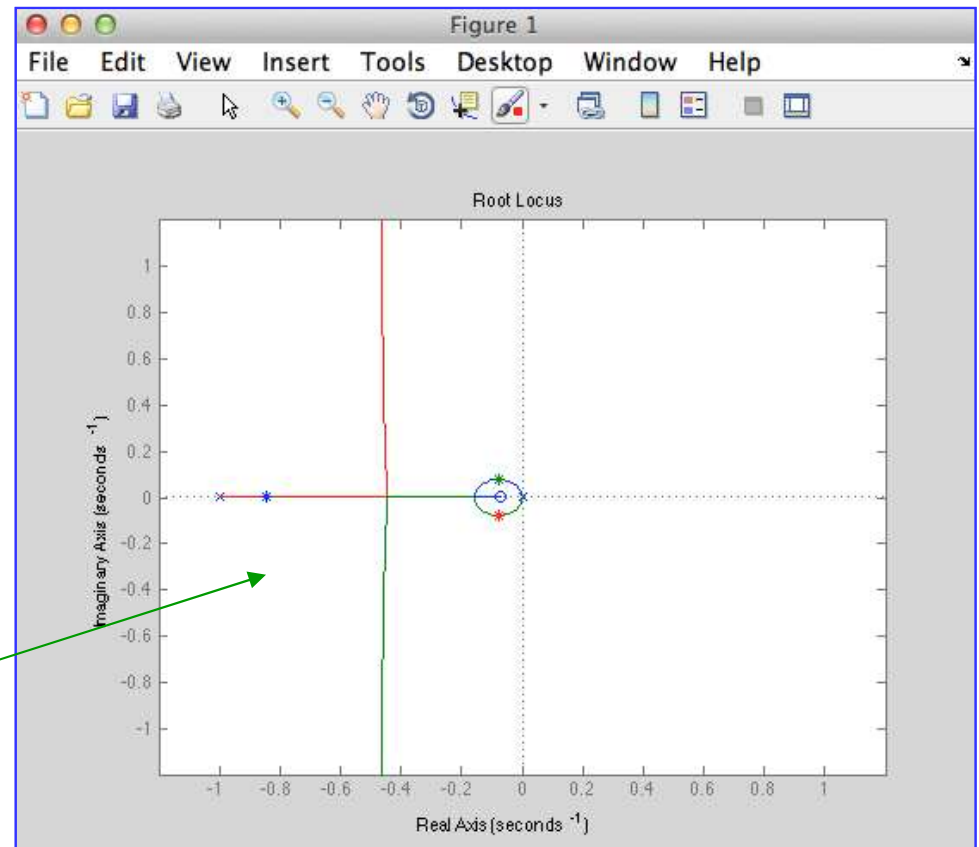 Figure 1
File Edit View Insert Tools Desktop Window Help
Root Locus
1
0.8
0.6
0.4
0.2
0
-0.2
-0.4
-0.6
-0.8
-1
Imaginary Axis (seconds -1)
-1 -0.8 -0.6 -0.4 -0.2 0 0.2 0.4 0.6 0.8 1
Real Axis (seconds -1)